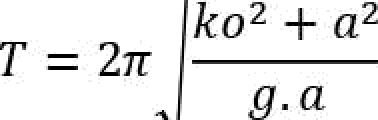 T = 2π√((ko² + a²)/(g.a))